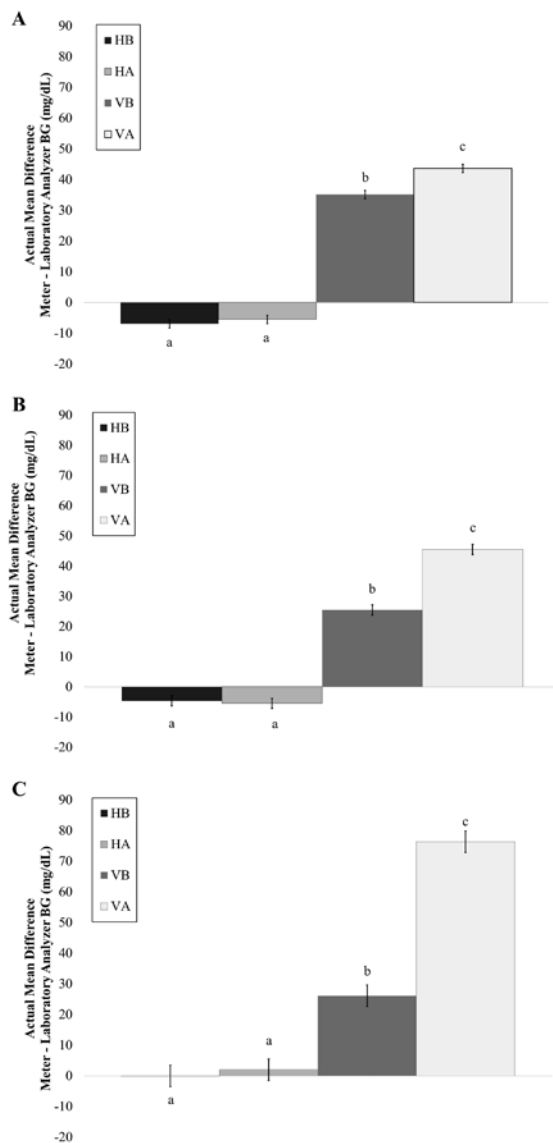 A
Actual Mean Difference
Meter - Laboratory Analyzer BG (mg/dL)
90
80
70
60
50
40
30
20
10
0
-10
-20
HB
HA
VB
VA
a
a
b
c
B
Actual Mean Difference
Meter - Laboratory Analyzer BG (mg/dL)
90
80
70
60
50
40
30
20
10
0
-10
-20
HB
HA
VB
VA
a
a
b
c
C
Actual Mean Difference
Meter - Laboratory Analyzer BG (mg/dL)
90
80
70
60
50
40
30
20
10
0
-10
-20
HB
HA
VB
VA
a
a
b
c